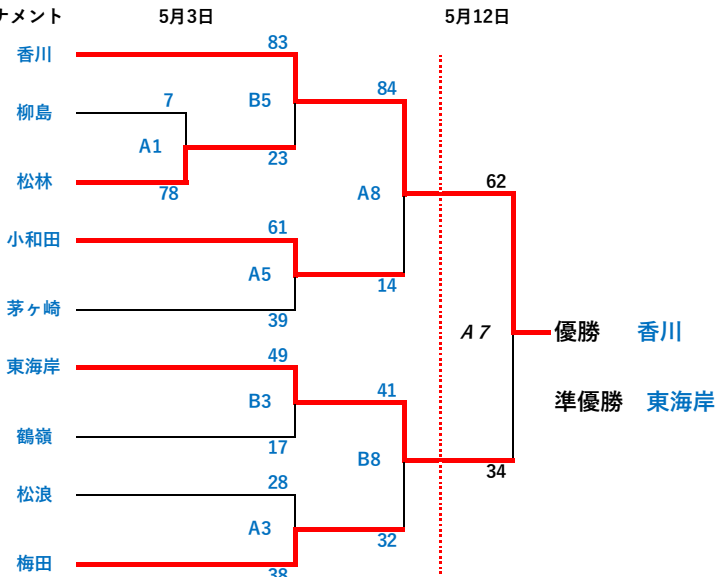 ナメント 5月3日 5月12日
83
香川
84
B5
7
柳島
A1
23
62
松林
78
A8
61
小和田
A5
14
茅ヶ崎
39
A7 優勝 香川
49
東海岸
41
準優勝 東海岸
B3
鶴嶺
17
B8
34
28
松浪
A3
32
梅田
38